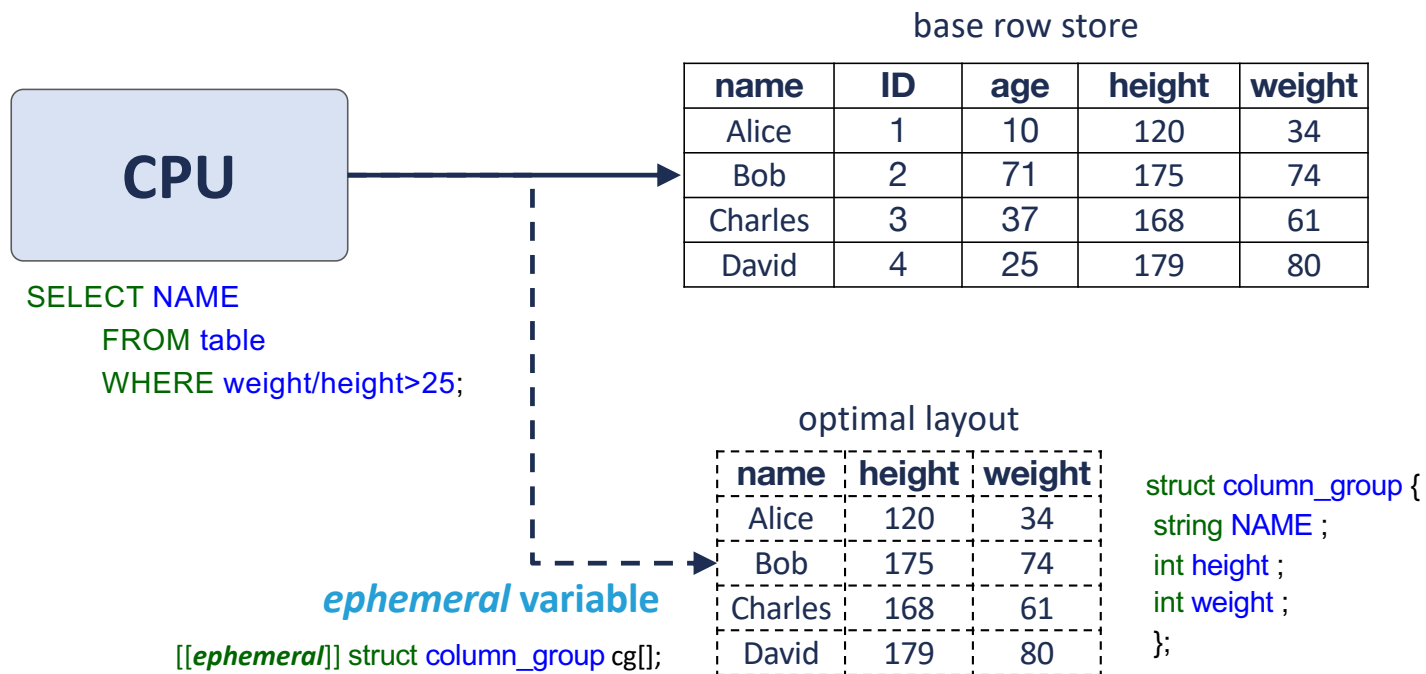 base row store
name ID age height weight
Alice 1 10 120 34
Bob 2 71 175 74
Charles 3 37 168 61
David 4 25 179 80
CPU
SELECT NAME
FROM table
WHERE weight/height>25;
optimal layout
name height weight
Alice 120 34
Bob 175 74
Charles 168 61
David 179 80
struct column_group {
string NAME ;
int height ;
int weight ;
};
ephemeral variable
[[ephemeral]] struct column_group cg[];